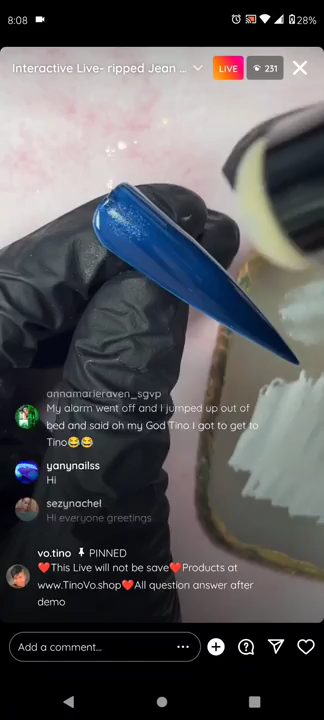 8:08
28%
Interactive Live- ripped Jean ...
LIVE
231
annamarieraven_sgvp
My alarm went off and I jumped up out of
bed and said oh my God Tino I got to get to
Tino😂😂
yanynailss
Hi
sezynachel
Hi everyone greetings
vo.tino 📌 PINNED
❤️This Live will not be save❤️Products at
www.TinoVo.shop❤️All question answer after
demo
Add a comment...